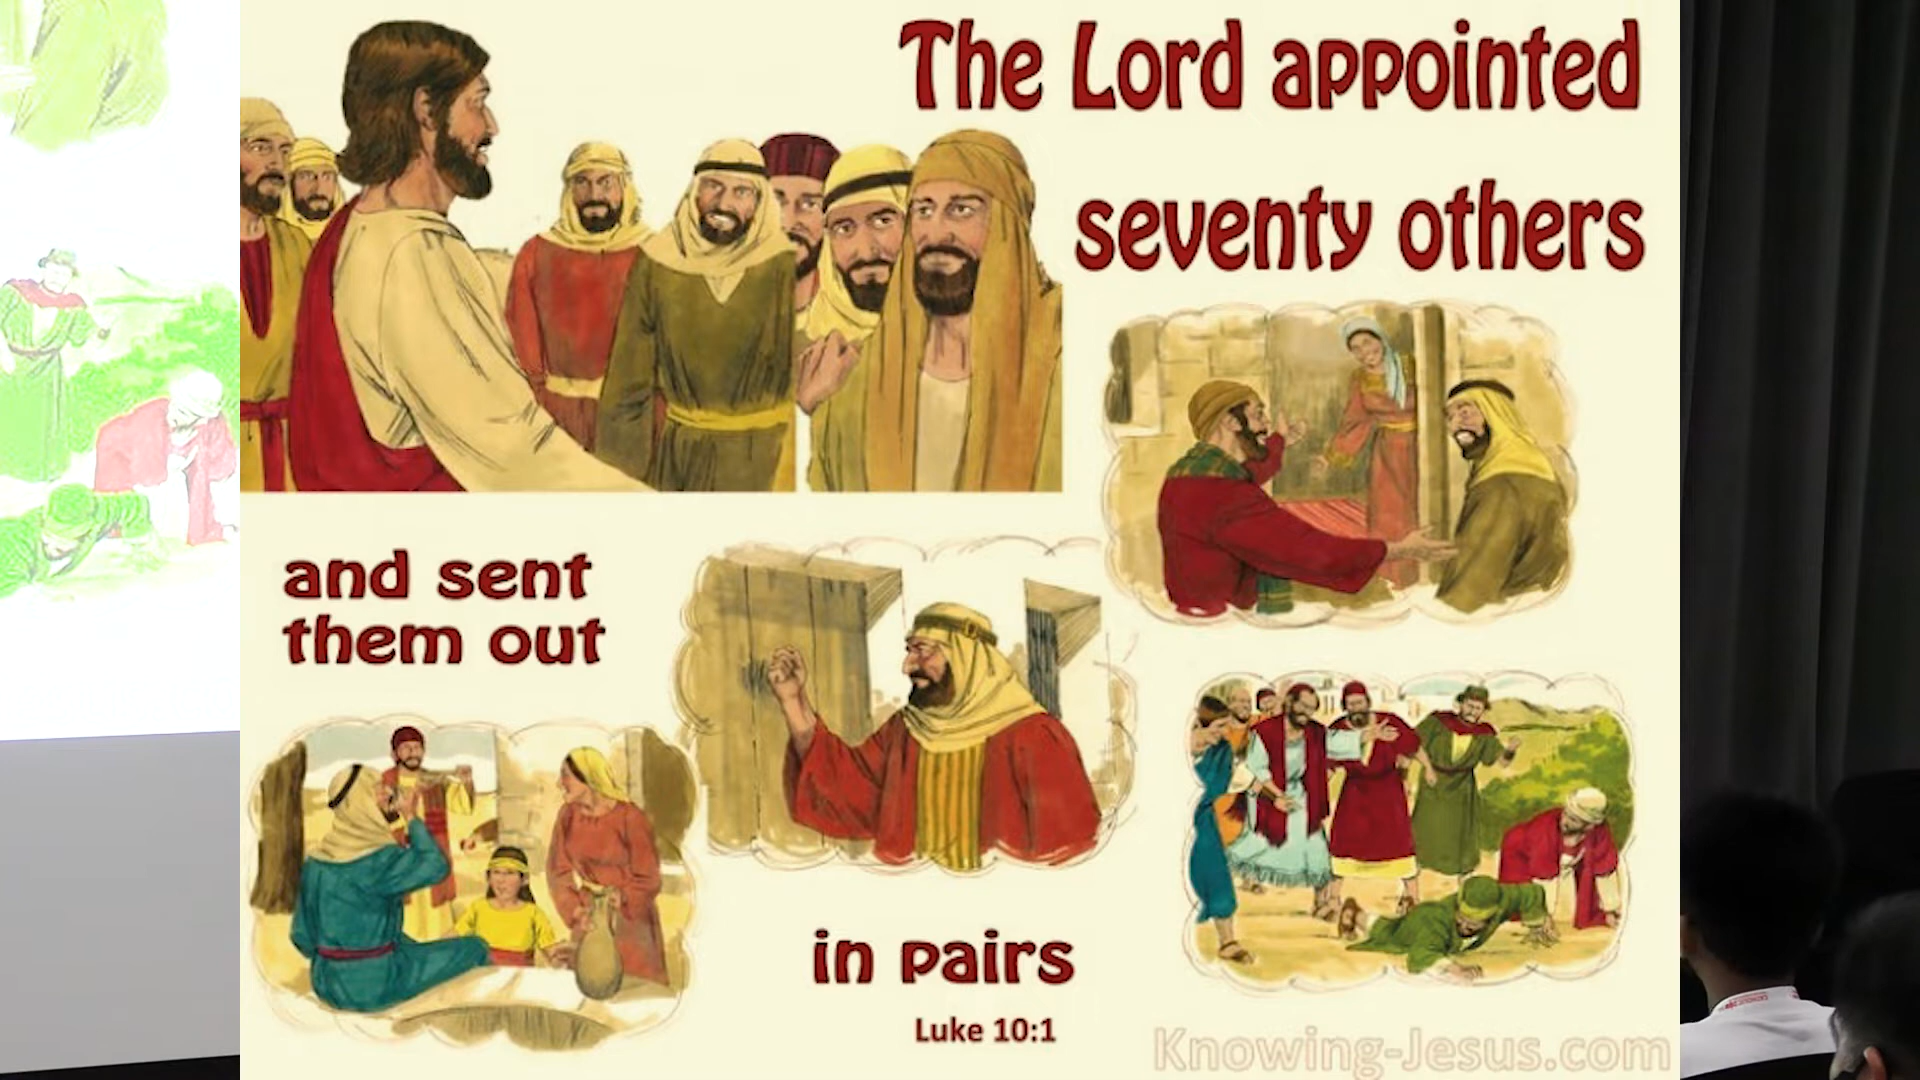 The Lord appointed
seventy others
and sent
them out
in pairs
Luke 10:1
Knowing-Jesus.com